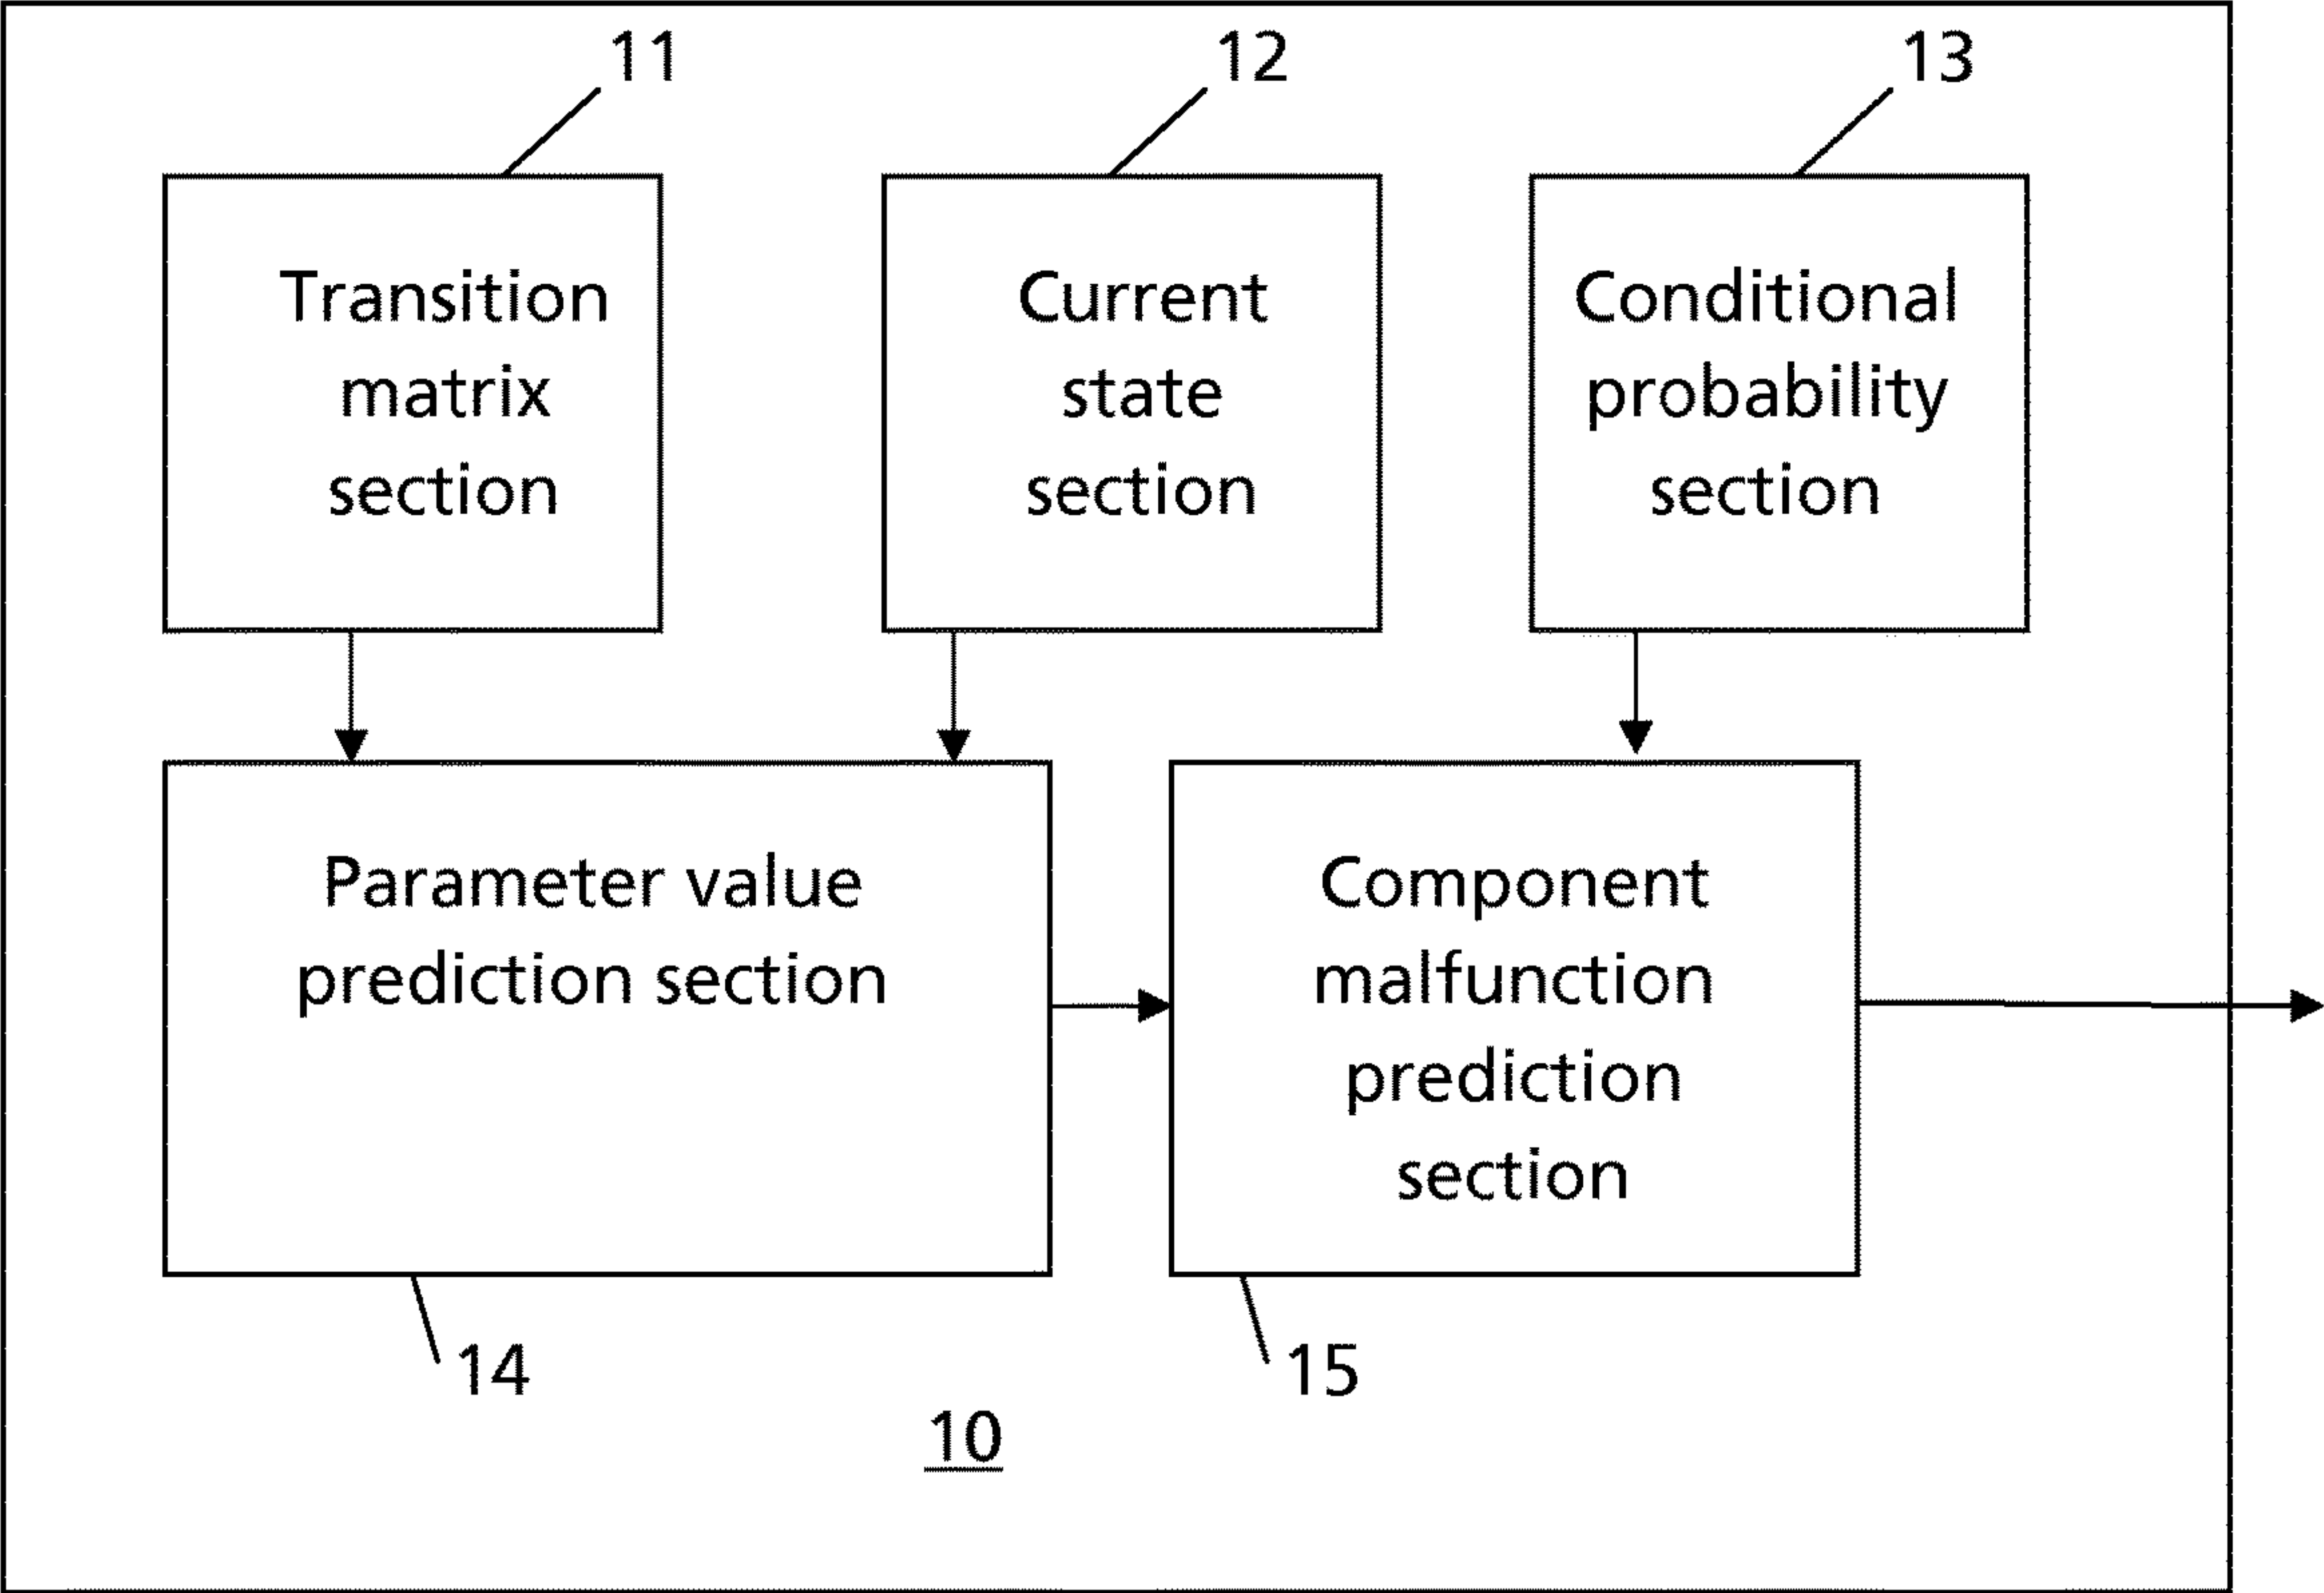 11
12
13
Transition
matrix
section
Current
state
section
Conditional
probability
section
Parameter value
prediction section
Component
malfunction
prediction
section
14
15
10